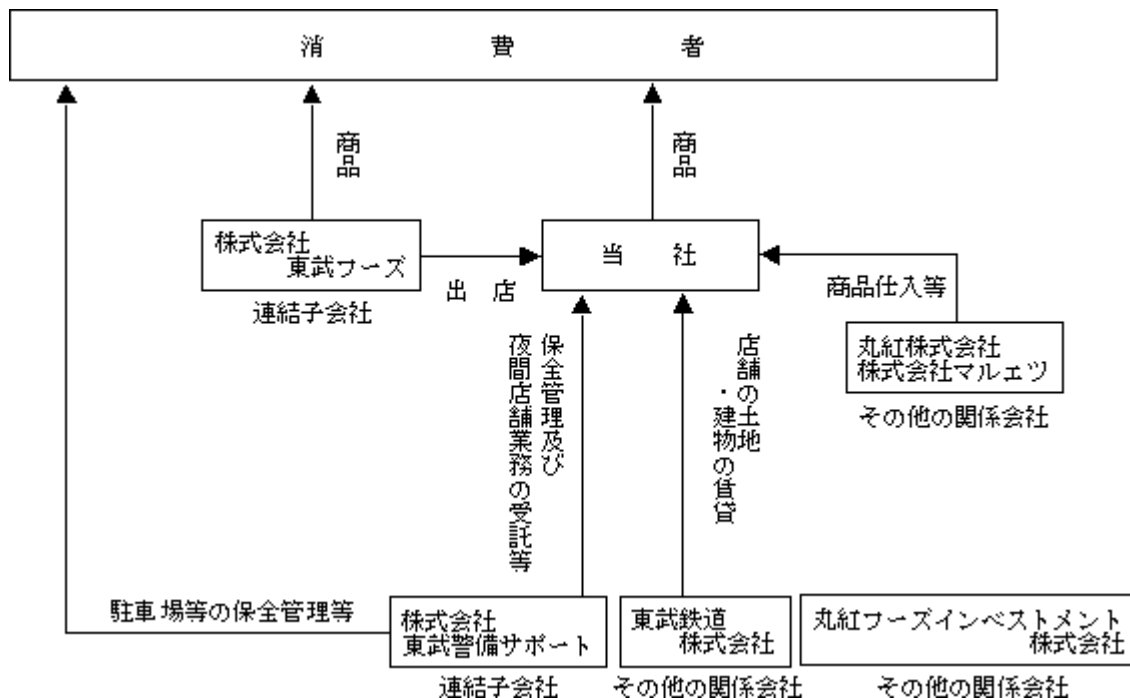 消費者
商品
商品
株式会社
東武フーズ
連結子会社
出店
当社
商品仕入等
丸紅株式会社
株式会社マルエツ
その他の関係会社
保全管理及び
夜間店舗業務の受託等
店舗の土地
・建物の賃貸
駐車場等の保全管理等
株式会社
東武警備サポート
連結子会社
東武鉄道
株式会社
その他の関係会社
丸紅フーズインベストメント
株式会社
その他の関係会社